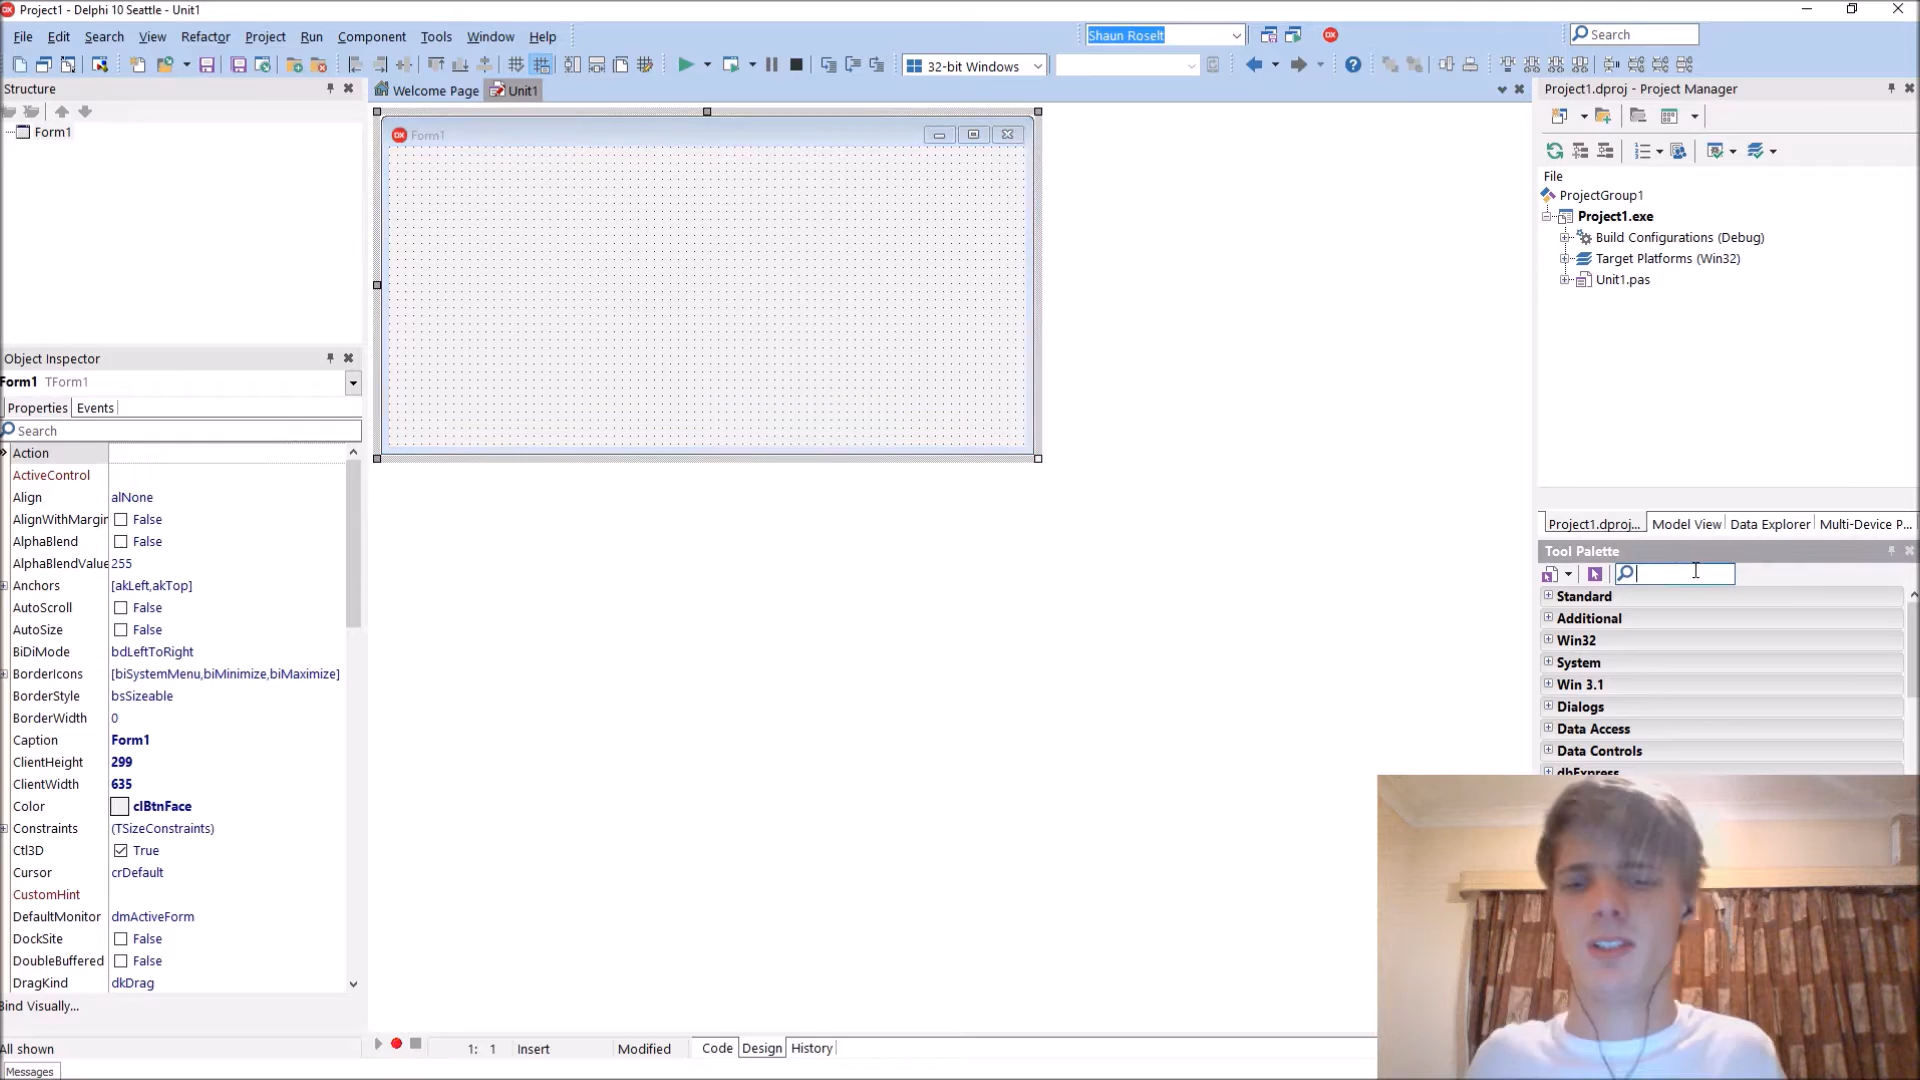 Project1 - Delphi 10 Seattle - Unit1
File Edit Search View Refactor Project Run Component Tools Window Help
Shaun Roselt
Search
32-bit Windows
Structure
Welcome Page
Unit1
Project1.dproj - Project Manager
Form1
Form1
File
ProjectGroup1
Project1.exe
Build Configurations (Debug)
Target Platforms (Win32)
Unit1.pas
Object Inspector
Form1 TForm1
Properties Events
Search
Action
ActiveControl
Align alNone
AlignWithMargin False
AlphaBlend False
AlphaBlendValue 255
Anchors [akLeft,akTop]
AutoScroll False
AutoSize False
BiDiMode bdLeftToRight
BorderIcons [biSystemMenu,biMinimize,biMaximize]
BorderStyle bsSizeable
BorderWidth 0
Caption Form1
ClientHeight 299
ClientWidth 635
Color clBtnFace
Constraints (TSizeConstraints)
Ctl3D True
Cursor crDefault
CustomHint
DefaultMonitor dmActiveForm
DockSite False
DoubleBuffered False
DragKind dkDrag
Bind Visually...
All shown
Messages
1: 1 Insert Modified Code Design History
Project1.dproj... Model View Data Explorer Multi-Device P...
Tool Palette
Standard
Additional
Win32
System
Win 3.1
Dialogs
Data Access
Data Controls
dbExpress